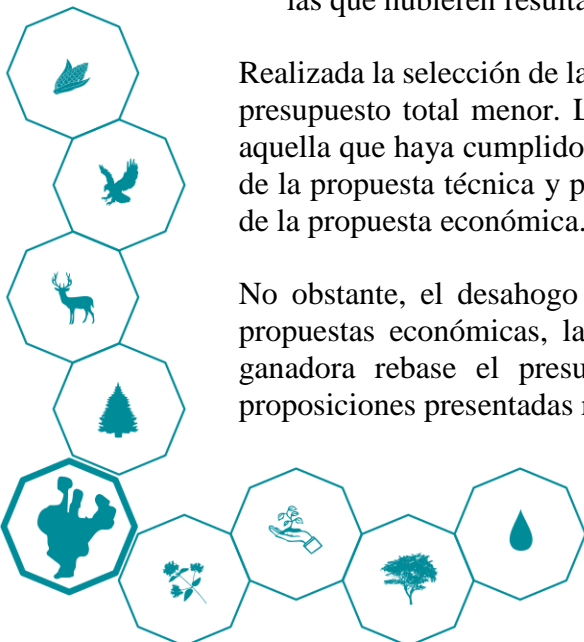 las que hubieren resulta
Realizada la selección de la
presupuesto total menor. L
aquella que haya cumplido
de la propuesta técnica y p
de la propuesta económica.
No obstante, el desahogo
propuestas económicas, la
ganadora rebase el presu
proposiciones presentadas